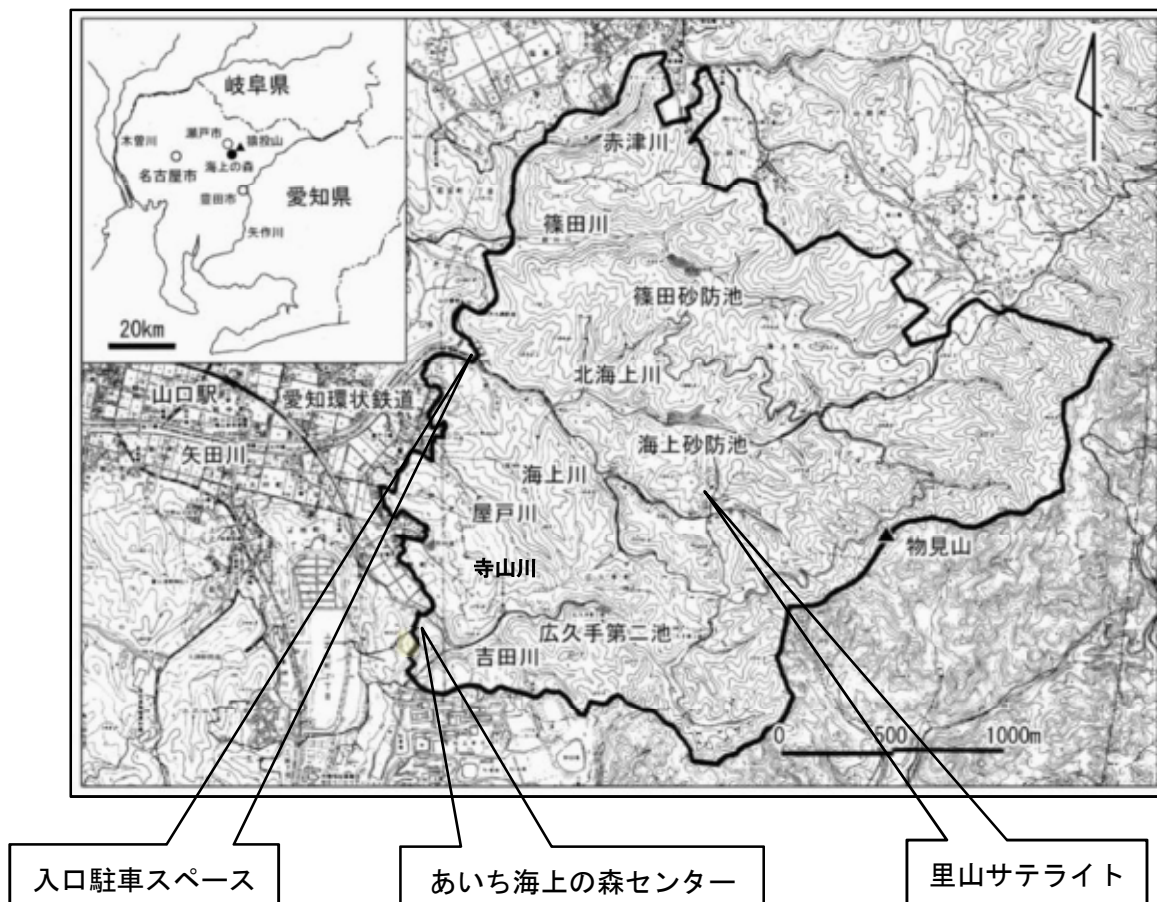 岐阜県
木曽川
瀬戸市
猿投山
海上の森
名古屋市
豊田市
愛知県
矢作川
20km
赤津川
篠田川
篠田砂防池
北海上川
山口駅
愛知環状鉄道
矢田川
海上砂防池
海上川
屋戸川
物見山
寺山川
広久手第二池
吉田川
0 500 1000m
入口駐車スペース
あいち海上の森センター
里山サテライト